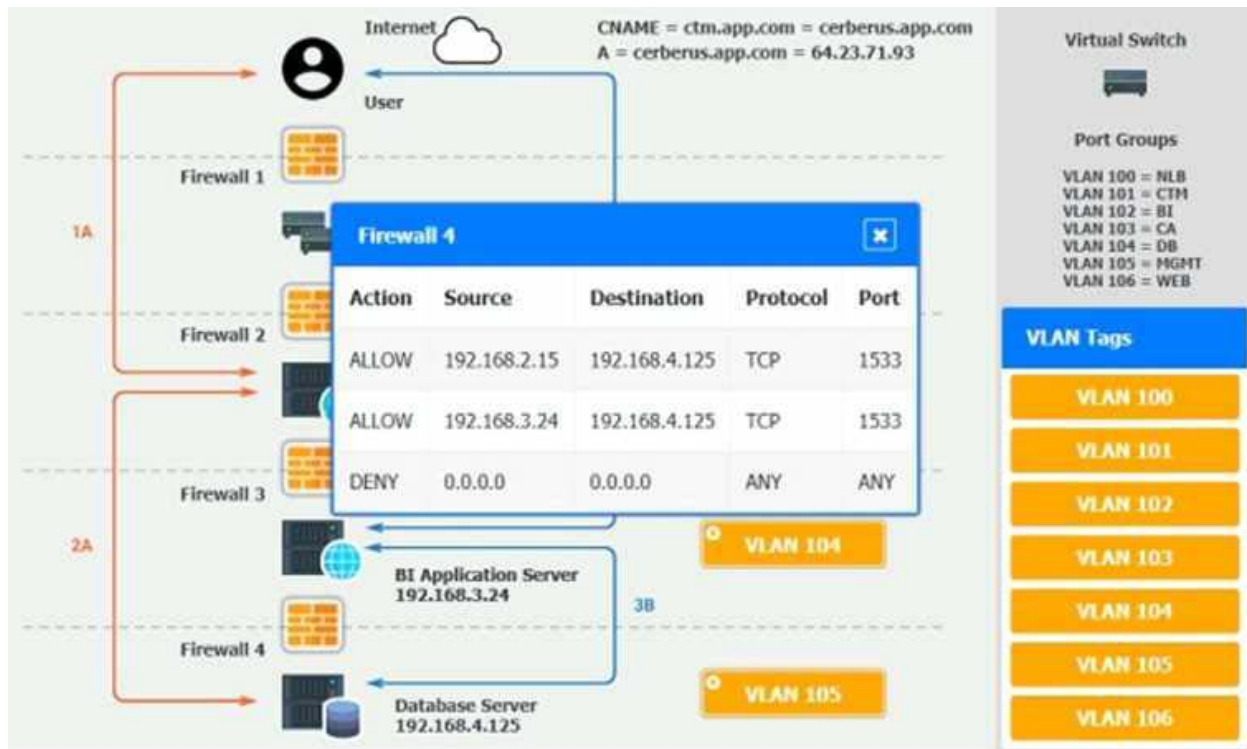 Internet
CNAME = ctm.app.com = cerberus.app.com
A = cerberus.app.com = 64.23.71.93
User
Firewall 1
1A
Firewall 2
Firewall 3
2A
BI Application Server
192.168.3.24
3B
Firewall 4
Database Server
192.168.4.125
VLAN 104
VLAN 105
Firewall 4
Action Source Destination Protocol Port
ALLOW 192.168.2.15 192.168.4.125 TCP 1533
ALLOW 192.168.3.24 192.168.4.125 TCP 1533
DENY 0.0.0.0 0.0.0.0 ANY ANY
Virtual Switch
Port Groups
VLAN 100 = NLB
VLAN 101 = CTM
VLAN 102 = BI
VLAN 103 = CA
VLAN 104 = DB
VLAN 105 = MGMT
VLAN 106 = WEB
VLAN Tags
VLAN 100
VLAN 101
VLAN 102
VLAN 103
VLAN 104
VLAN 105
VLAN 106